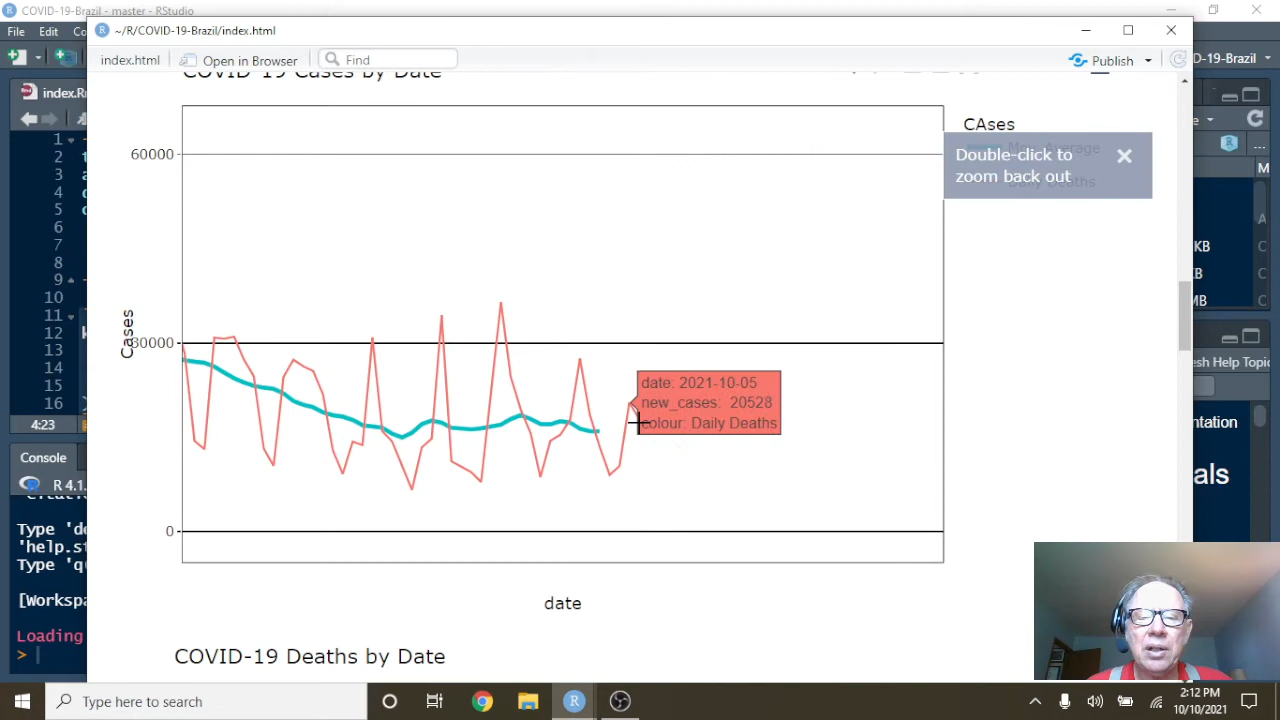 COVID-19-Brazil - master - RStudio
File Edit
~/R/COVID-19-Brazil/index.html
index.html
Open in Browser
Find
Publish
D-19-Brazil
index.R
COVID-19 Cases by Date
CAses
Mov. Average
Daily Deaths
Double-click to
zoom back out
60000
30000
0
Cases
date: 2021-10-05
new_cases: 20528
colour: Daily Deaths
date
COVID-19 Deaths by Date
1
2
3
4
5
6
7
8
9
10
11
12
13
14
15
16
4:23
Console
R 4.1.
Type 'de
'help.st
Type 'q(
[Workspa
Loading
>
M
KB
KB
MB
esh Help Topic
ntation
als
Type here to search
2:12 PM
10/10/2021